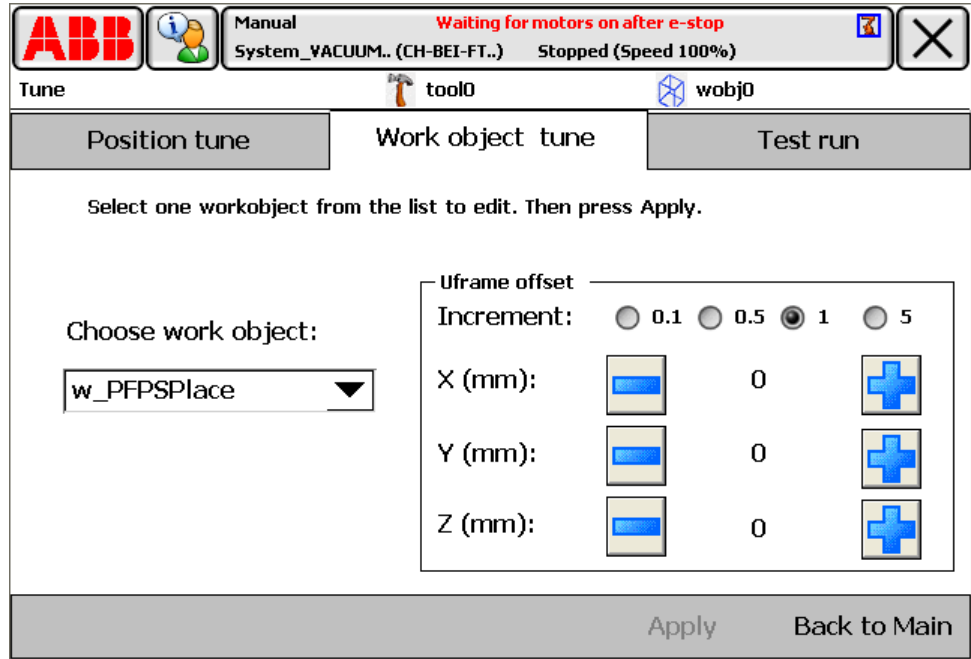 ABB
Manual Waiting for motors on after e-stop
System_VACUUM.. (CH-BEI-FT..) Stopped (Speed 100%)
Tune tool0 wobj0
Position tune Work object tune Test run
Select one workobject from the list to edit. Then press Apply.
Uframe offset
Increment: 0.1 0.5 1 5
Choose work object:
w_PFPSPlace
X (mm): 0
Y (mm): 0
Z (mm): 0
Apply Back to Main